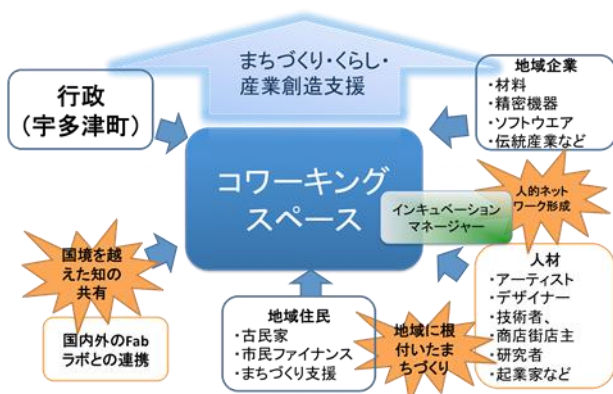 まちづくり・くらし・
産業創造支援
行政
(宇多津町)
地域企業
・材料
・精密機器
・ソフトウエア
・伝統産業など
コワーキング
スペース
インキュベーション
マネージャー
人的ネット
ワーク形成
国境を越
えた知の
共有
国内外のFab
ラボとの連携
地域住民
・古民家
・市民ファイナンス
・まちづくり支援
地域に根
付いたま
ちづくり
人材
・アーティスト
・デザイナー
・技術者、
・商店街店主
・研究者
・起業家など